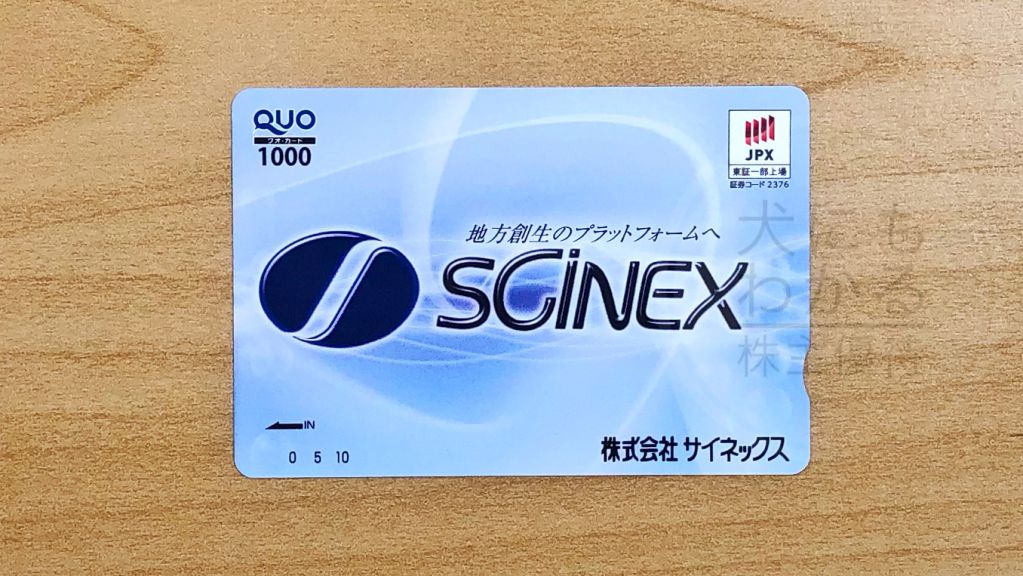 QUO
クオ・カード
1000
JPX
東証一部上場
証券コード 2376
地方創生のプラットフォームへ
SCiNEX
IN
0 5 10
株式会社 サイネックス
犬にも
わかる
株主優待